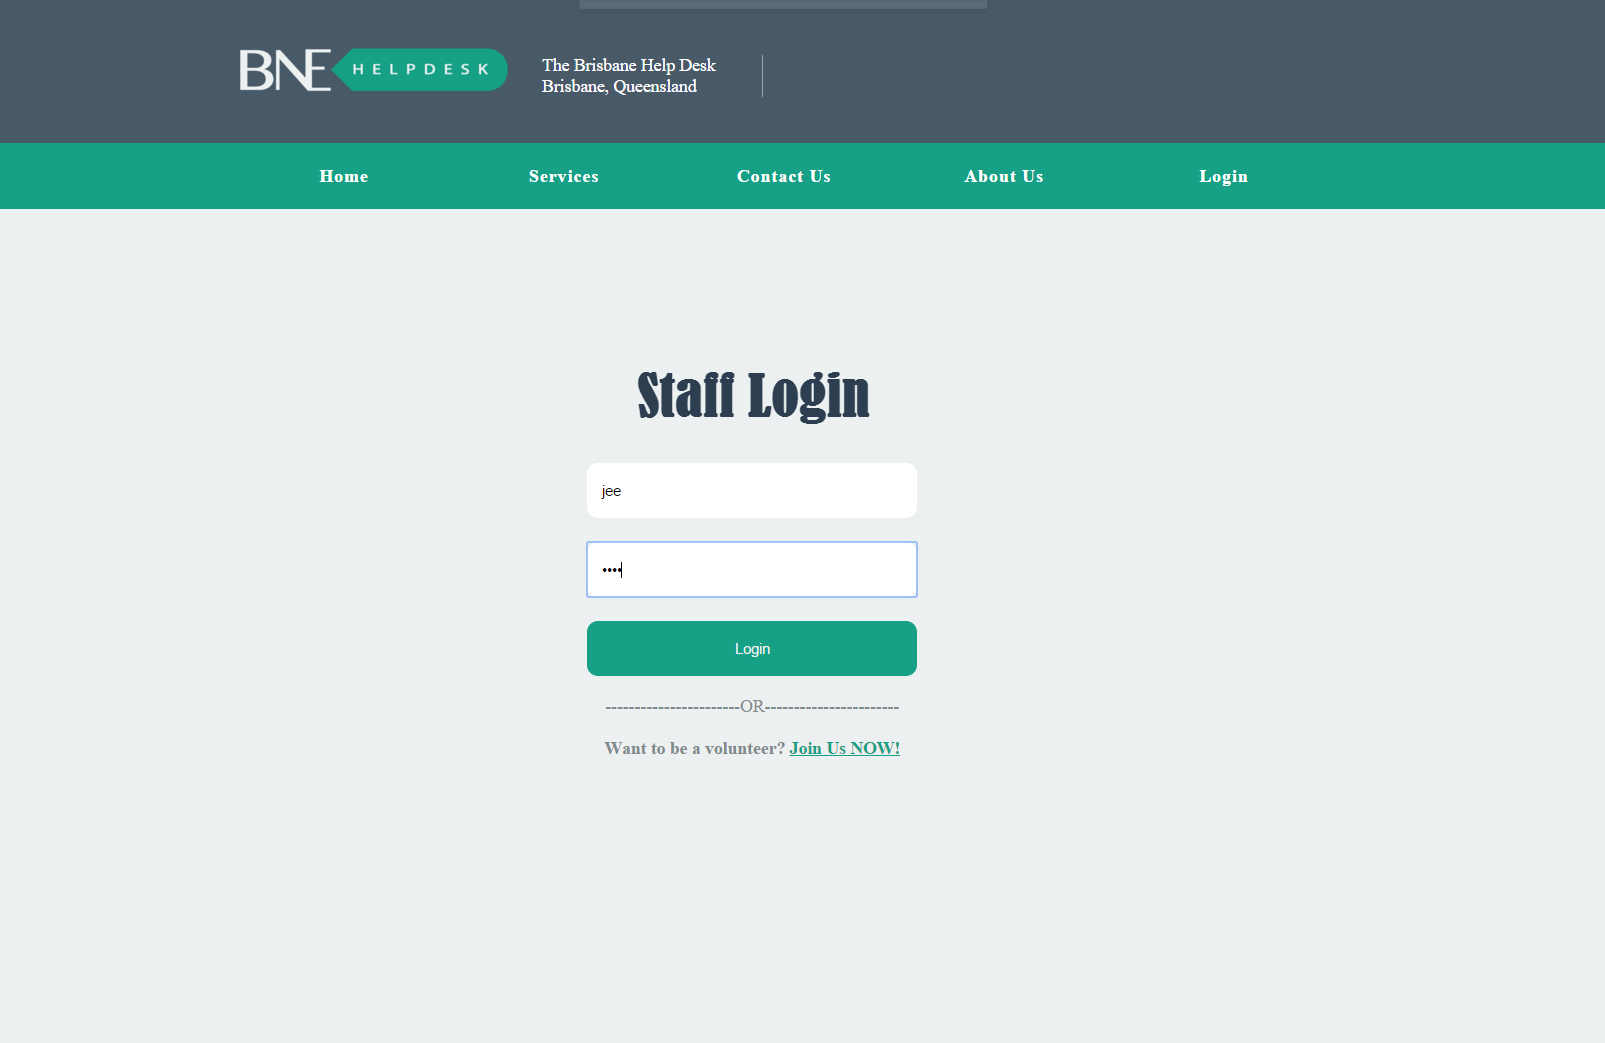 BNE HELPDESK
The Brisbane Help Desk
Brisbane, Queensland
Home Services Contact Us About Us Login
Staff Login
jee
••••
Login
-----------------------OR-----------------------
Want to be a volunteer? Join Us NOW!